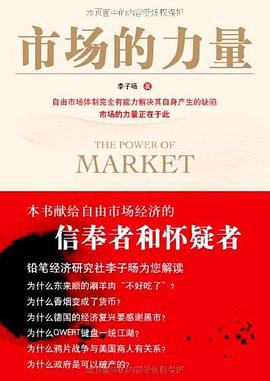 本页面中的内容受版权保护
市场的力量
李子旸 著
自由市场体制完全有能力解决其自身产生的缺陷
市场的力量正在于此
THE POWER OF
MARKET
本书献给自由市场经济的
信奉者和怀疑者
铅笔经济研究社李子旸为您解读
为什么东来顺的涮羊肉“不好吃了”？
为什么香烟变成了货币？
为什么德国的经济复兴要感谢黑市？
为什么QWERT键盘一统江湖？
为什么鸦片战争与美国商人有关系？
为什么政府是可以破产的？
本页面中的内容受版权保护